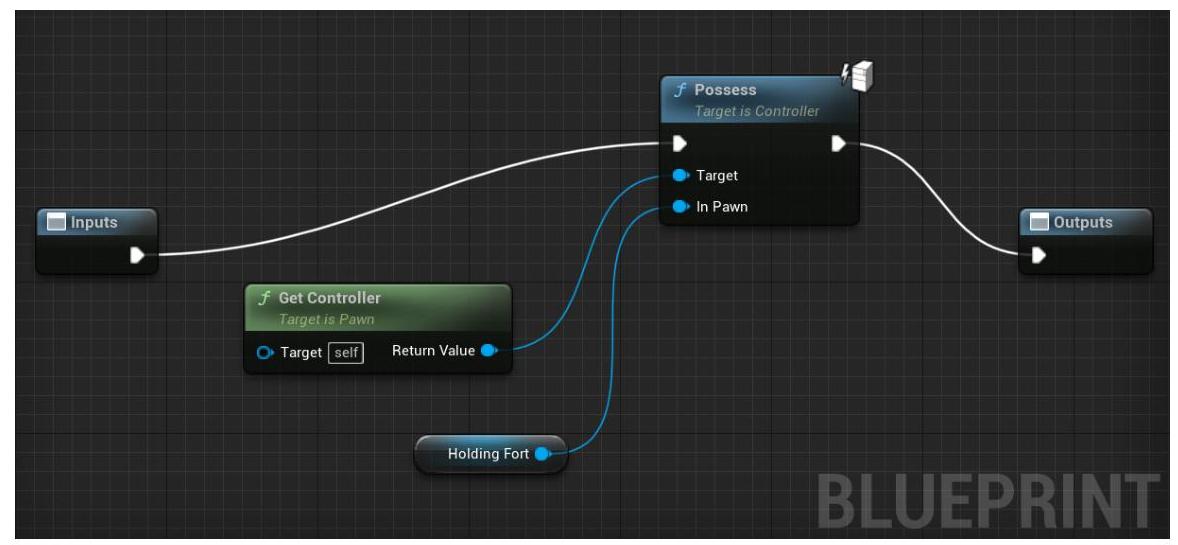 Possess
Target is Controller
Target
In Pawn
Inputs
Outputs
Get Controller
Target is Pawn
Target self Return Value
Holding Fort
BLUEPRINT